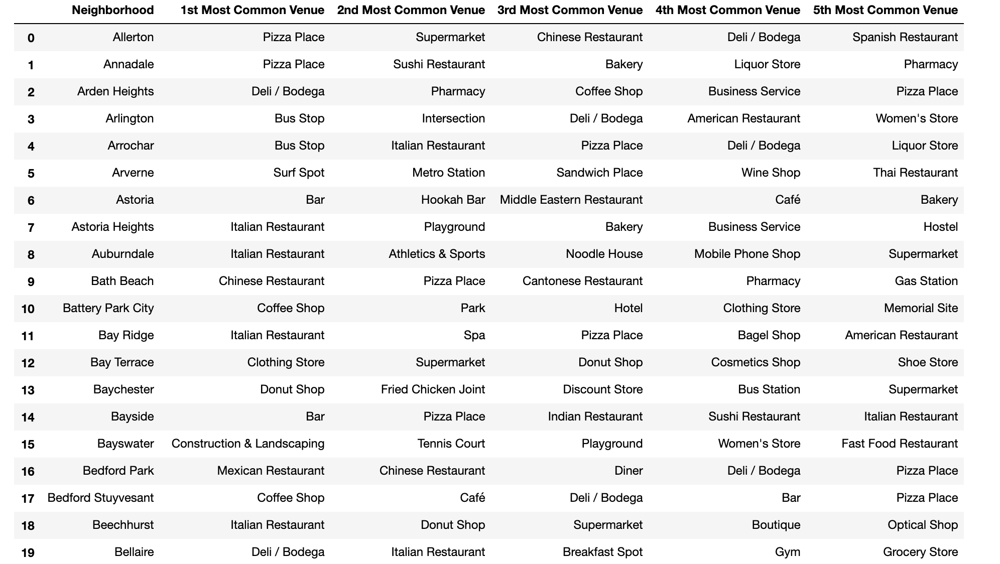 Neighborhood 1st Most Common Venue 2nd Most Common Venue 3rd Most Common Venue 4th Most Common Venue 5th Most Common Venue
0 Allerton Pizza Place Supermarket Chinese Restaurant Deli / Bodega Spanish Restaurant
1 Annadale Pizza Place Sushi Restaurant Bakery Liquor Store Pharmacy
2 Arden Heights Deli / Bodega Pharmacy Coffee Shop Business Service Pizza Place
3 Arlington Bus Stop Intersection Deli / Bodega American Restaurant Women's Store
4 Arrochar Bus Stop Italian Restaurant Pizza Place Deli / Bodega Liquor Store
5 Arverne Surf Spot Metro Station Sandwich Place Wine Shop Thai Restaurant
6 Astoria Bar Hookah Bar Middle Eastern Restaurant Café Bakery
7 Astoria Heights Italian Restaurant Playground Bakery Business Service Hostel
8 Auburndale Italian Restaurant Athletics & Sports Noodle House Mobile Phone Shop Supermarket
9 Bath Beach Chinese Restaurant Pizza Place Cantonese Restaurant Pharmacy Gas Station
10 Battery Park City Coffee Shop Park Hotel Clothing Store Memorial Site
11 Bay Ridge Italian Restaurant Spa Pizza Place Bagel Shop American Restaurant
12 Bay Terrace Clothing Store Supermarket Donut Shop Cosmetics Shop Shoe Store
13 Baychester Donut Shop Fried Chicken Joint Discount Store Bus Station Supermarket
14 Bayside Bar Pizza Place Indian Restaurant Sushi Restaurant Italian Restaurant
15 Bayswater Construction & Landscaping Tennis Court Playground Women's Store Fast Food Restaurant
16 Bedford Park Mexican Restaurant Chinese Restaurant Diner Deli / Bodega Pizza Place
17 Bedford Stuyvesant Coffee Shop Café Deli / Bodega Bar Pizza Place
18 Beechhurst Italian Restaurant Donut Shop Supermarket Boutique Optical Shop
19 Bellaire Deli / Bodega Italian Restaurant Breakfast Spot Gym Grocery Store